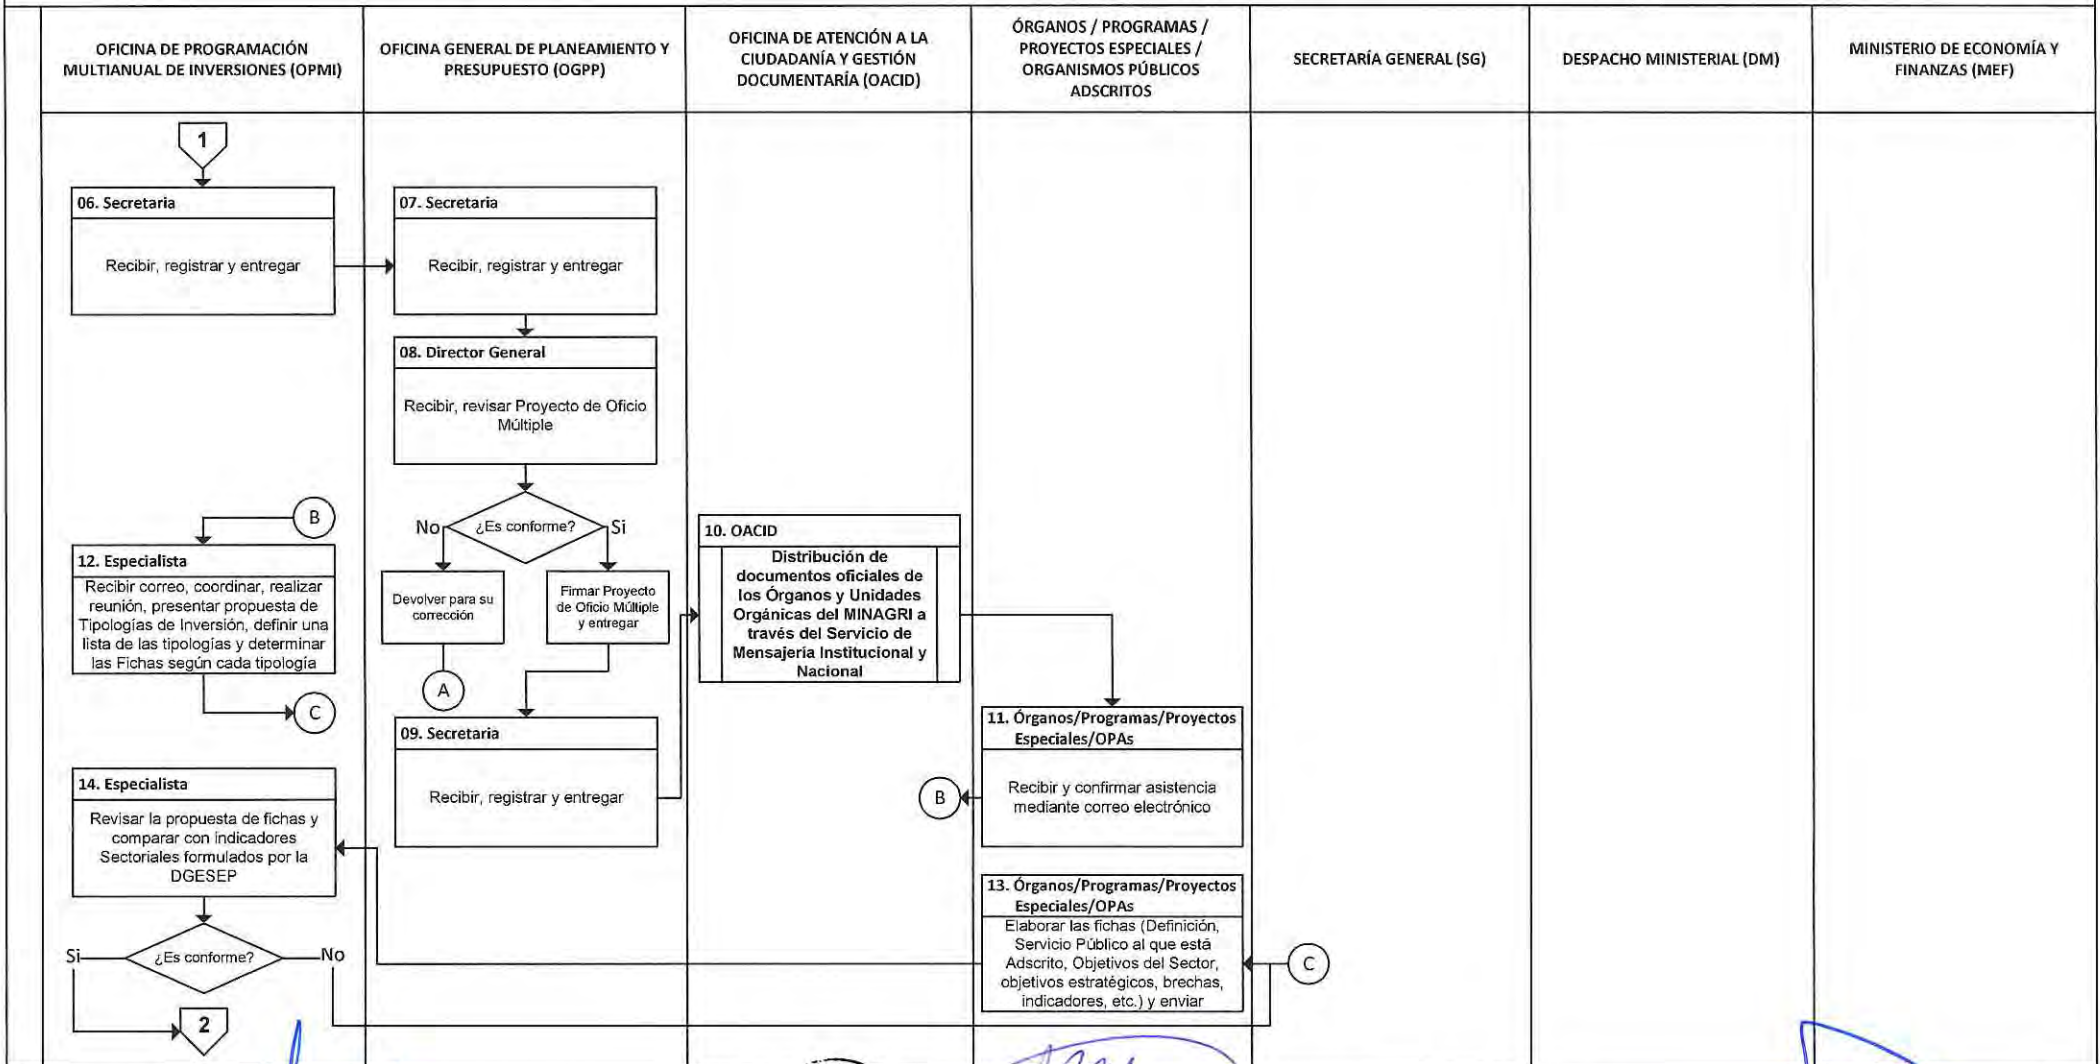 OFICINA DE PROGRAMACIÓN
MULTIANUAL DE INVERSIONES (OPMI)
OFICINA GENERAL DE PLANEAMIENTO Y
PRESUPUESTO (OGPP)
OFICINA DE ATENCIÓN A LA
CIUDADANÍA Y GESTIÓN
DOCUMENTARÍA (OACID)
ÓRGANOS / PROGRAMAS /
PROYECTOS ESPECIALES /
ORGANISMOS PÚBLICOS
ADSCRITOS
SECRETARÍA GENERAL (SG)
DESPACHO MINISTERIAL (DM)
MINISTERIO DE ECONOMÍA Y
FINANZAS (MEF)
1
06. Secretaria
Recibir, registrar y entregar
07. Secretaria
Recibir, registrar y entregar
08. Director General
Recibir, revisar Proyecto de Oficio
Múltiple
¿Es conforme?
No
Si
Devolver para su
corrección
Firmar Proyecto
de Oficio Múltiple
y entregar
A
09. Secretaria
Recibir, registrar y entregar
10. OACID
Distribución de
documentos oficiales de
los Órganos y Unidades
Orgánicas del MINAGRI a
través del Servicio de
Mensajería Institucional y
Nacional
11. Órganos/Programas/Proyectos
Especiales/OPAs
Recibir y confirmar asistencia
mediante correo electrónico
B
B
12. Especialista
Recibir correo, coordinar, realizar
reunión, presentar propuesta de
Tipologías de Inversión, definir una
lista de las tipologías y determinar
las Fichas según cada tipología
C
13. Órganos/Programas/Proyectos
Especiales/OPAs
Elaborar las fichas (Definición,
Servicio Público al que está
Adscrito, Objetivos del Sector,
objetivos estratégicos, brechas,
indicadores, etc.) y enviar
C
14. Especialista
Revisar la propuesta de fichas y
comparar con indicadores
Sectoriales formulados por la
DGESEP
¿Es conforme?
Si
No
2